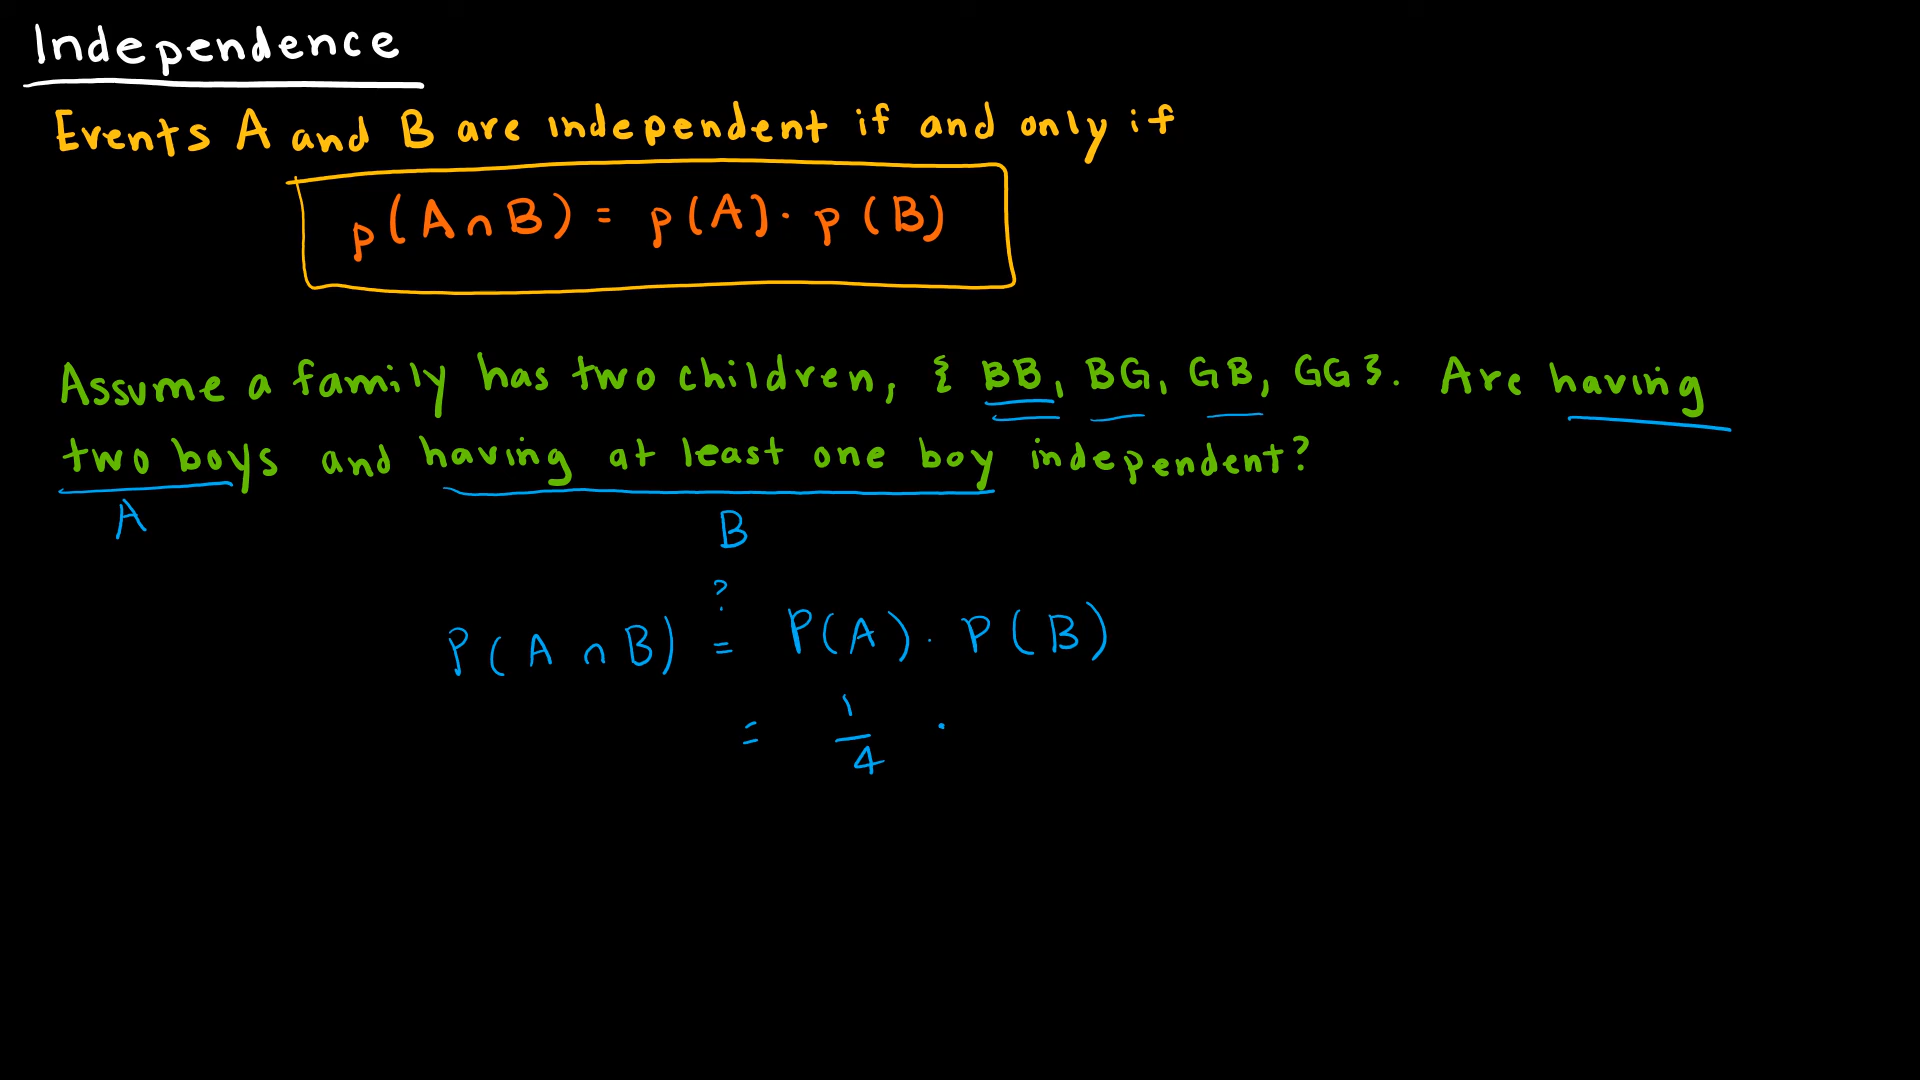 Independence
Events A and B are independent if and only if
p(A ∩ B) = p(A) · p(B)
Assume a family has two children, { BB, BG, GB, GG }. Are having
two boys and having at least one boy independent?
A
B
?
P(A ∩ B) = P(A) · P(B)
= 1/4 ·